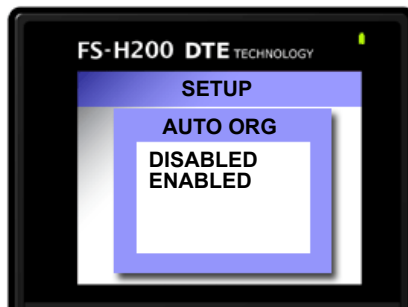 FS-H200 DTE TECHNOLOGY
SETUP
AUTO ORG
DISABLED
ENABLED